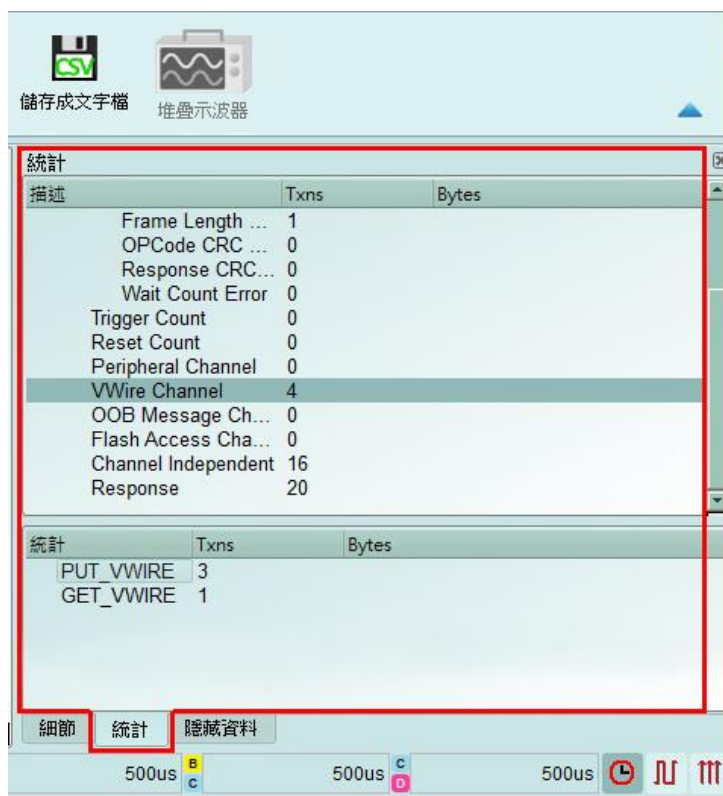 CSV
儲存成文字檔
堆疊示波器
統計
描述 Txns Bytes
Frame Length ... 1
OPCode CRC ... 0
Response CRC... 0
Wait Count Error 0
Trigger Count 0
Reset Count 0
Peripheral Channel 0
VWire Channel 4
OOB Message Ch... 0
Flash Access Cha... 0
Channel Independent 16
Response 20
統計 Txns Bytes
PUT_VWIRE 3
GET_VWIRE 1
細節 統計 隱藏資料
500us B C 500us C D 500us